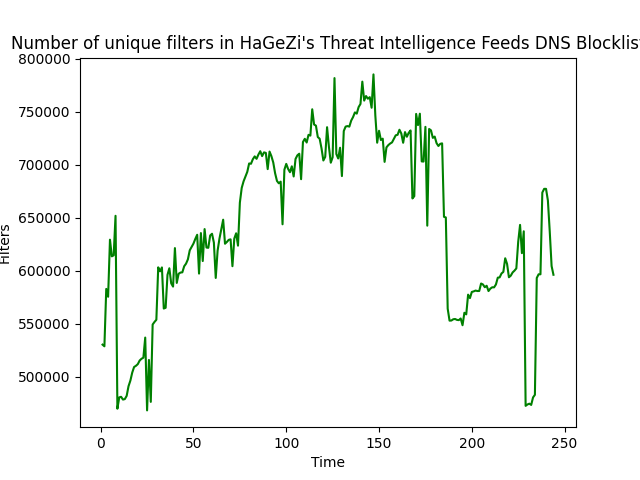 Number of unique filters in HaGeZi's Threat Intelligence Feeds DNS Blocklis
800000
750000
700000
650000
600000
550000
500000
Filters
0 50 100 150 200 250
Time